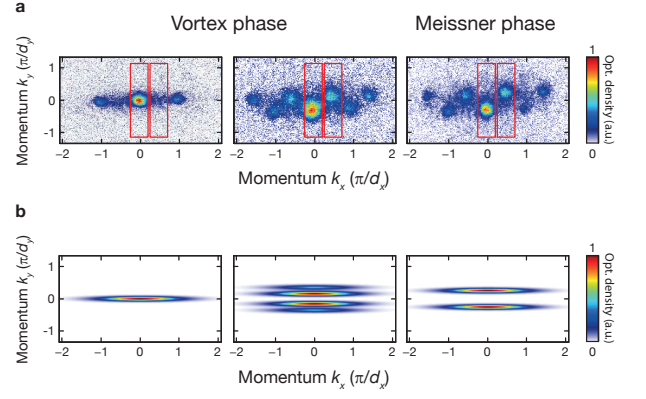 a
Vortex phase
Meissner phase
Momentum k_y (π/d_y)
1
0
-1
−2 −1 0 1 2
−2 −1 0 1 2
−2 −1 0 1 2
1
0
Opt. density (a.u.)
Momentum k_x (π/d_x)
b
Momentum k_y (π/d_y)
1
0
-1
−2 −1 0 1 2
−2 −1 0 1 2
−2 −1 0 1 2
1
0
Opt. density (a.u.)
Momentum k_x (π/d_x)